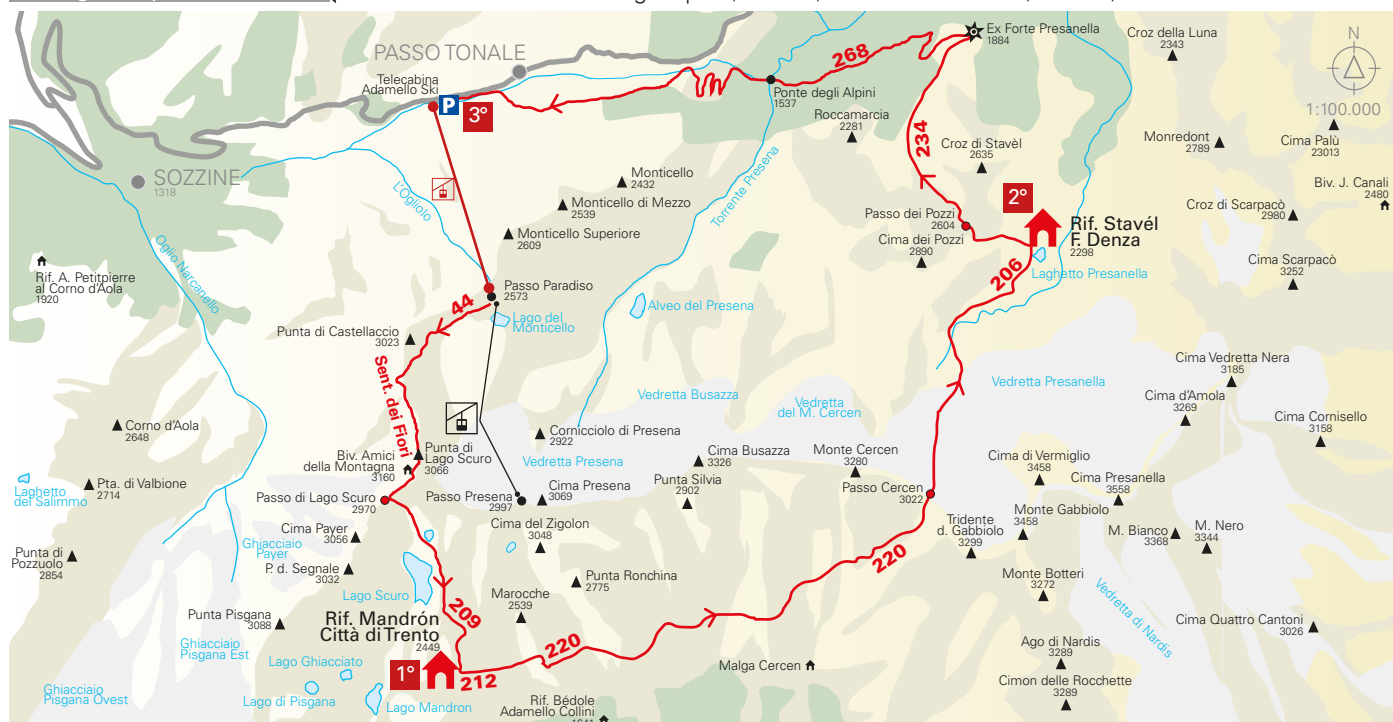 PASSO TONALE
Telecabina
Adamello Ski
P
3°
268
Ex Forte Presanella
1884
Croz della Luna
2343
N
1:100.000
Ponte degli Alpini
1537
Roccamarcia
2281
234
Croz di Stavèl
2635
Monredont
2789
Cima Palù
23013
SOZZINE
1318
L'Ogliolo
Monticello
2432
Monticello di Mezzo
2539
Monticello Superiore
2609
Torrente Presena
Passo dei Pozzi
2604
Cima dei Pozzi
2890
2°
Rif. Stavél
F. Denza
2298
Laghetto Presanella
Biv. J. Canali
2480
Croz di Scarpacò
2980
Cima Scarpacò
3252
Oglio Narcanello
Rif. A. Petitpierre
al Corno d'Aola
1920
Passo Paradiso
2573
44
Lago del
Monticello
Alveo del Presena
206
Punta di Castellaccio
3023
Sent. dei Fiori
Vedretta Busazza
Vedretta
del M. Cercen
Vedretta Presanella
Cima Vedretta Nera
3185
Cima d'Amola
3269
Cima Cornisello
3158
Corno d'Aola
2648
Biv. Amici
della Montagna
3160
Punta di
Lago Scuro
3066
Cornicciolo di Presena
2922
Vedretta Presena
Cima Busazza
3326
Punta Silvia
2902
Monte Cercen
3280
Passo Cercen
3022
Cima di Vermiglio
3458
Cima Presanella
3558
Laghetto
del Salimmo
Pta. di Valbione
2714
Passo di Lago Scuro
2970
Passo Presena
2997
Cima Presena
3069
Cima del Zigolon
3048
Tridente
d. Gabbiolo
3299
Monte Gabbiolo
3458
M. Bianco
3368
M. Nero
3344
Cima Payer
3056
Ghiacciaio
Payer
P. d. Segnale
3032
Punta di
Pozzuolo
2854
Lago Scuro
Punta Ronchina
2775
Marocche
2539
220
Monte Botteri
3272
Vedretta di Nardis
Punta Pisgana
3088
Rif. Mandrón
Città di Trento
2449
209
Cima Quattro Cantoni
3026
Ghiacciaio
Pisgana Est
Lago Ghiacciato
1°
212
220
Malga Cercen
Ago di Nardis
3289
Cimon delle Rocchette
3289
Ghiacciaio
Pisgana Ovest
Lago di Pisgana
Lago Mandron
Rif. Bédole
Adamello Collini